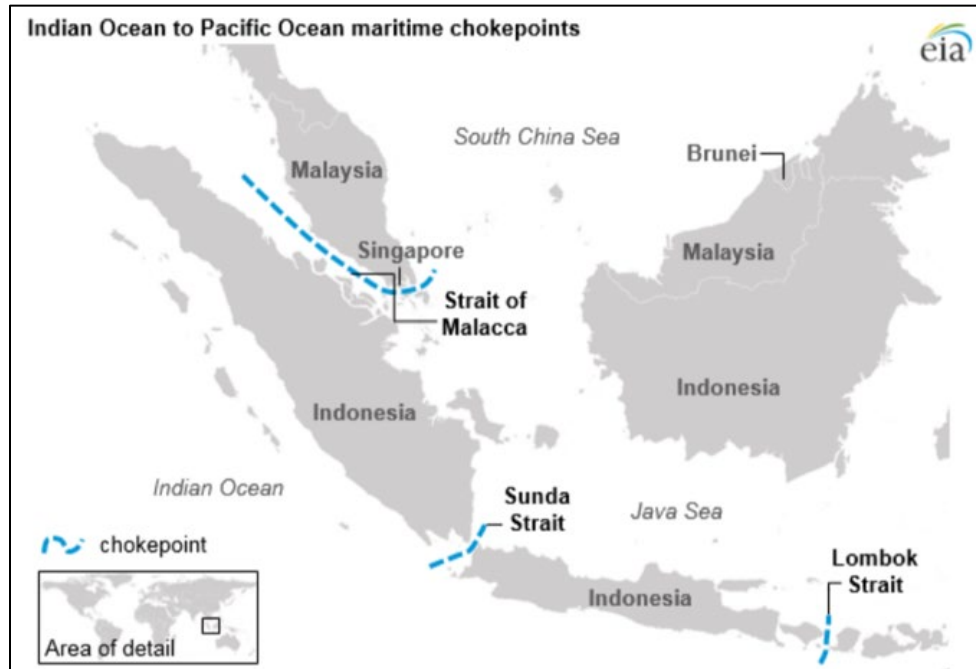 Indian Ocean to Pacific Ocean maritime chokepoints
eia
South China Sea
Brunei
Malaysia
Malaysia
Singapore
Strait of
Malacca
Indonesia
Indonesia
Indian Ocean
Sunda
Strait
Java Sea
chokepoint
Lombok
Strait
Indonesia
Area of detail